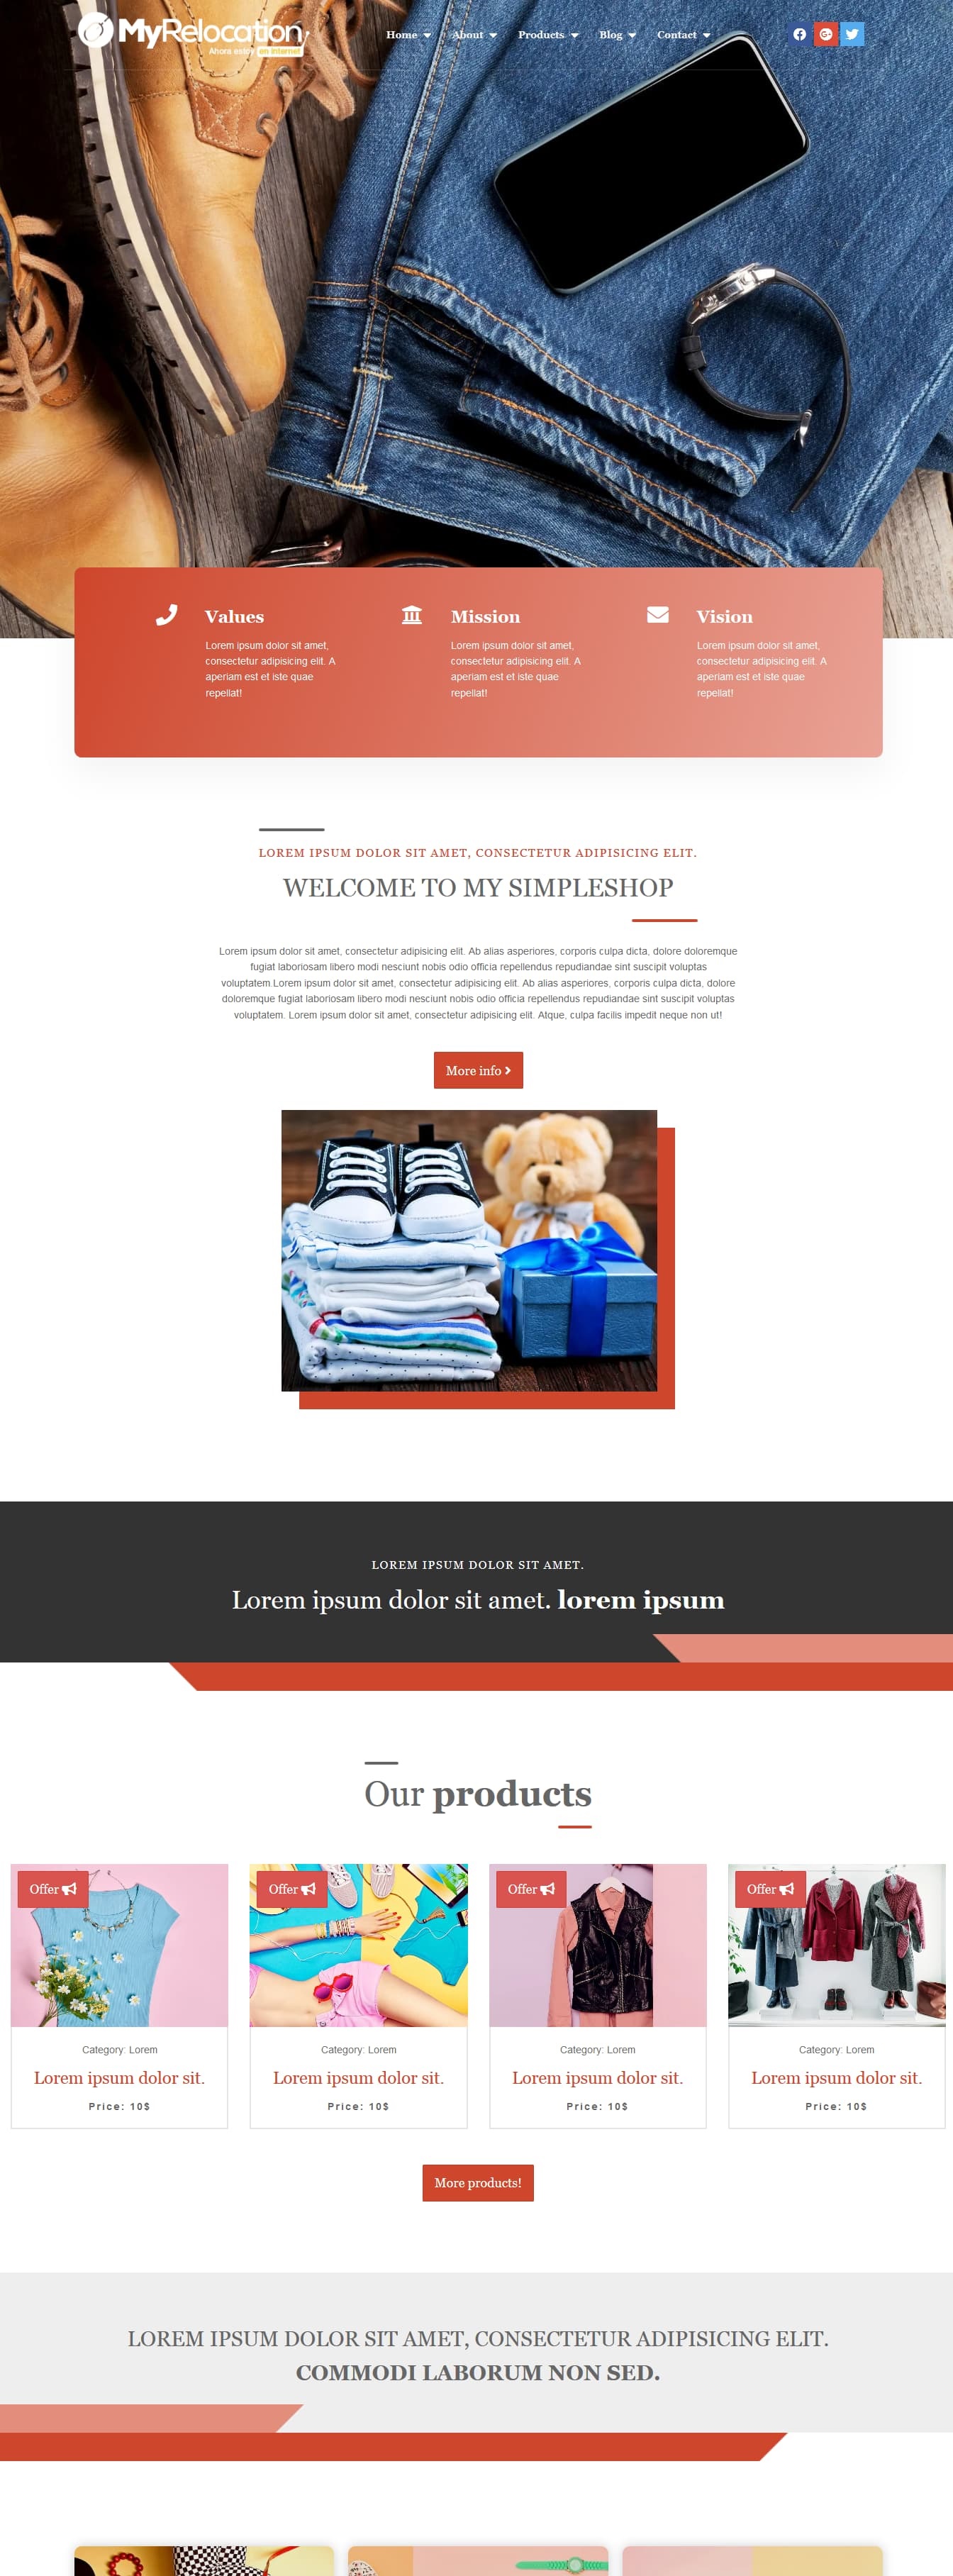 MyRelocation
Ahora estoy en internet
Home About Products Blog Contact
Values
Lorem ipsum dolor sit amet,
consectetur adipisicing elit. A
aperiam est et iste quae
repellat!
Mission
Lorem ipsum dolor sit amet,
consectetur adipisicing elit. A
aperiam est et iste quae
repellat!
Vision
Lorem ipsum dolor sit amet,
consectetur adipisicing elit. A
aperiam est et iste quae
repellat!
LOREM IPSUM DOLOR SIT AMET, CONSECTETUR ADIPISICING ELIT.
WELCOME TO MY SIMPLESHOP
Lorem ipsum dolor sit amet, consectetur adipisicing elit. Ab alias asperiores, corporis culpa dicta, dolore doloremque
fugiat laboriosam libero modi nesciunt nobis odio officia repellendus repudiandae sint suscipit voluptas
voluptatem.Lorem ipsum dolor sit amet, consectetur adipisicing elit. Ab alias asperiores, corporis culpa dicta, dolore
doloremque fugiat laboriosam libero modi nesciunt nobis odio officia repellendus repudiandae sint suscipit voluptas
voluptatem. Lorem ipsum dolor sit amet, consectetur adipisicing elit. Atque, culpa facilis impedit neque non ut!
More info
LOREM IPSUM DOLOR SIT AMET.
Lorem ipsum dolor sit amet. lorem ipsum
Our products
Offer
Category: Lorem
Lorem ipsum dolor sit.
Price: 10$
Offer
Category: Lorem
Lorem ipsum dolor sit.
Price: 10$
Offer
Category: Lorem
Lorem ipsum dolor sit.
Price: 10$
Offer
Category: Lorem
Lorem ipsum dolor sit.
Price: 10$
More products!
LOREM IPSUM DOLOR SIT AMET, CONSECTETUR ADIPISICING ELIT.
COMMODI LABORUM NON SED.